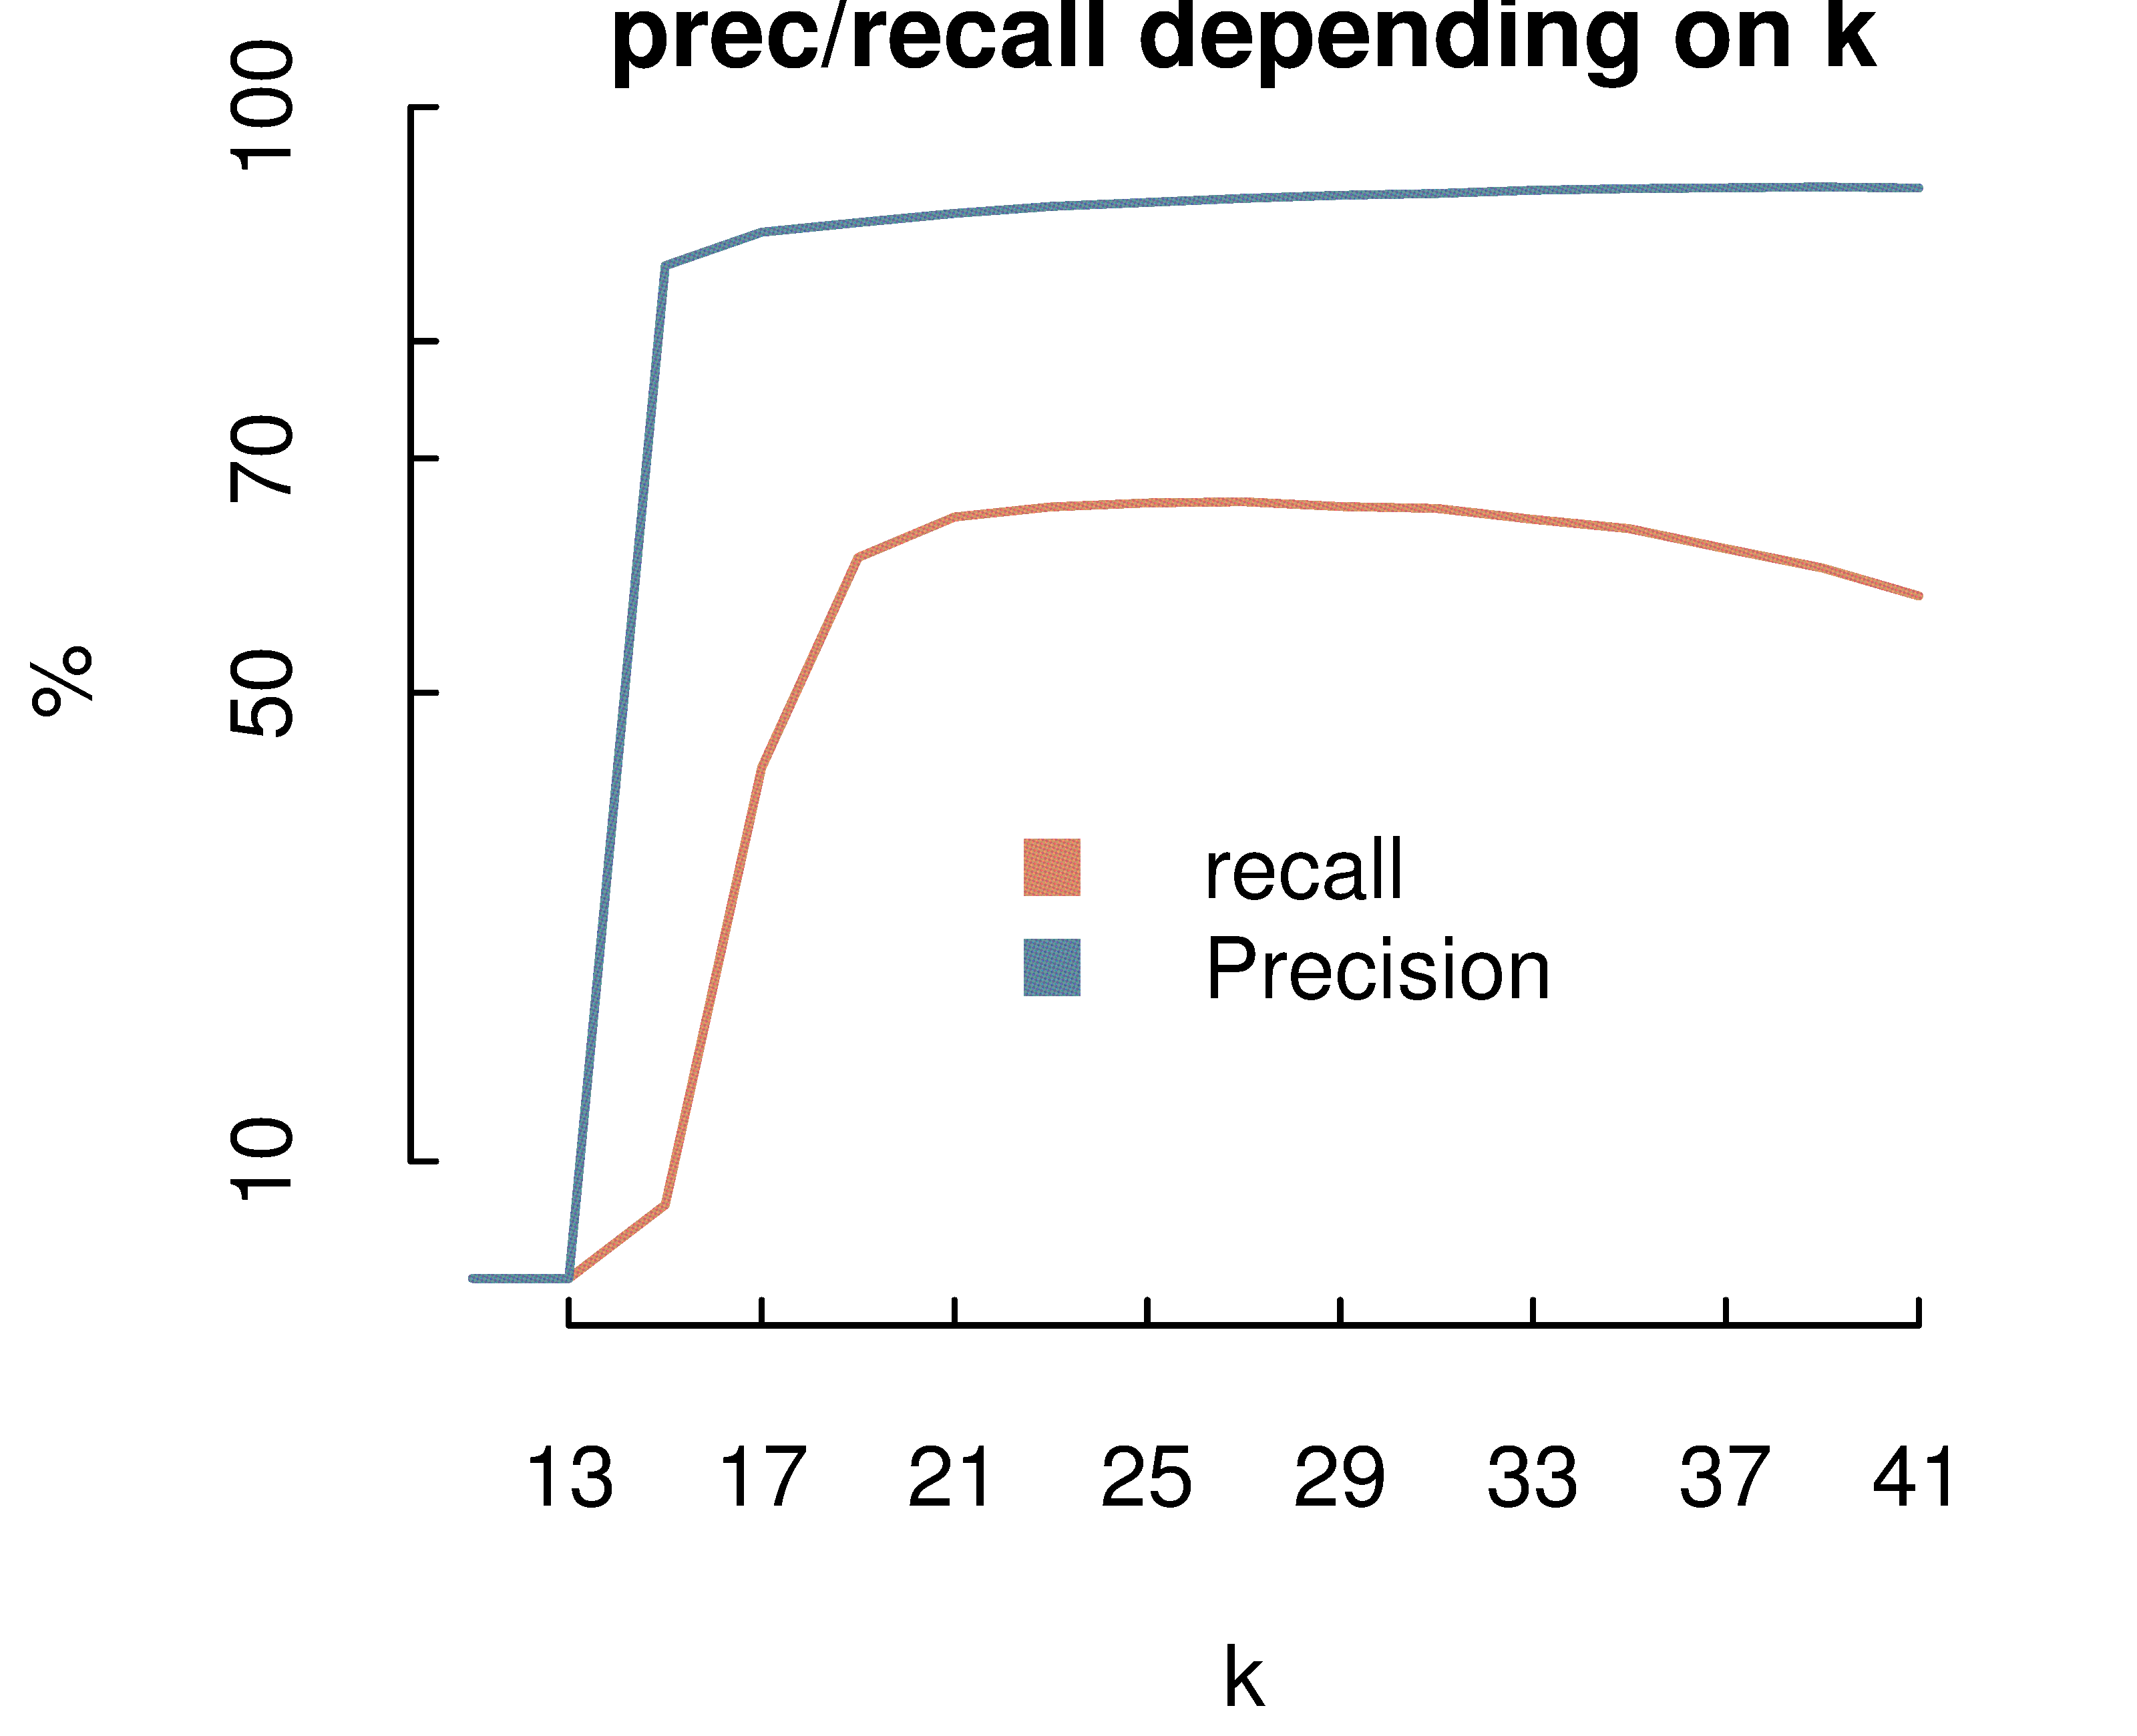 prec/recall depending on k
100
70
50
10
%
recall
Precision
13 17 21 25 29 33 37 41
k